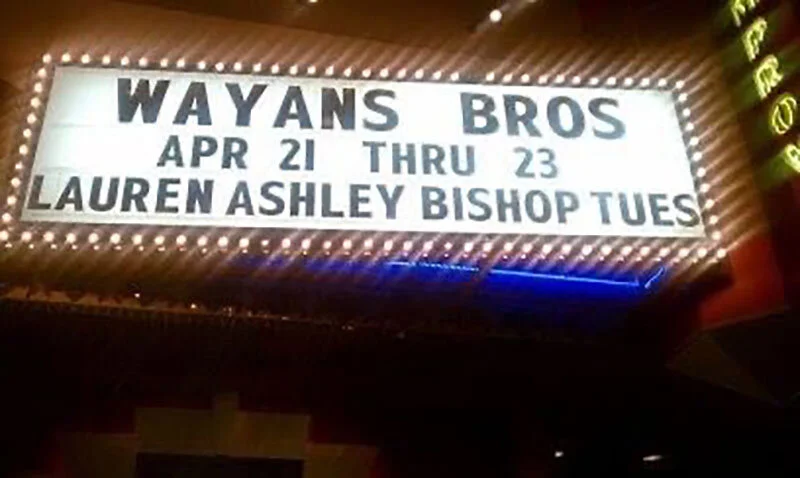 WAYANS BROS
APR 21 THRU 23
LAUREN ASHLEY BISHOP TUES